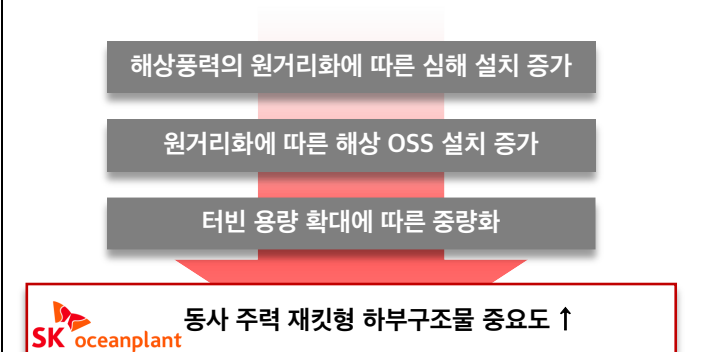 해상풍력의 원거리화에 따른 심해 설치 증가
원거리화에 따른 해상 OSS 설치 증가
터빈 용량 확대에 따른 중량화
동사 주력 재킷형 하부구조물 중요도 ↑
SK oceanplant